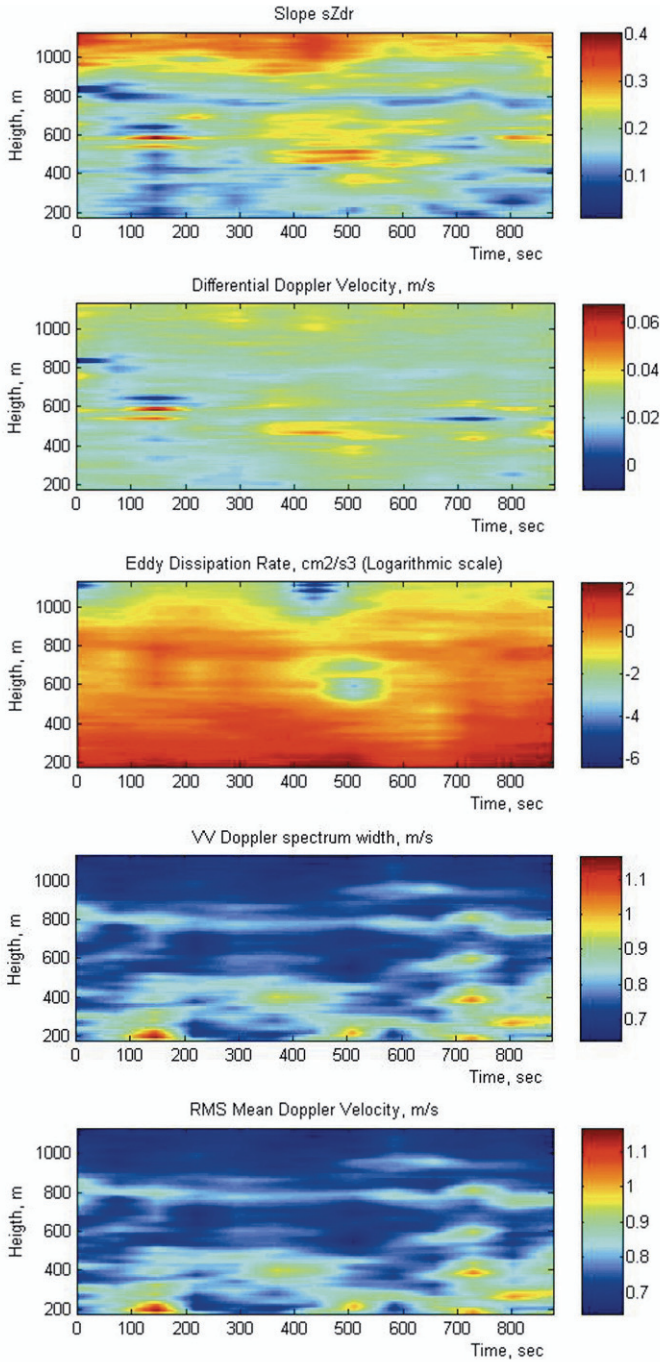 Slope sZdr
Heigth, m
1000
800
600
400
200
0 100 200 300 400 500 600 700 800
Time, sec
0.4
0.3
0.2
0.1
Differential Doppler Velocity, m/s
Heigth, m
1000
800
600
400
200
0 100 200 300 400 500 600 700 800
Time, sec
0.06
0.04
0.02
0
Eddy Dissipation Rate, cm2/s3 (Logarithmic scale)
Heigth, m
1000
800
600
400
200
0 100 200 300 400 500 600 700 800
Time, sec
2
0
-2
-4
-6
VV Doppler spectrum width, m/s
Heigth, m
1000
800
600
400
200
0 100 200 300 400 500 600 700 800
Time, sec
1.1
1
0.9
0.8
0.7
RMS Mean Doppler Velocity, m/s
Heigth, m
1000
800
600
400
200
0 100 200 300 400 500 600 700 800
Time, sec
1.1
1
0.9
0.8
0.7